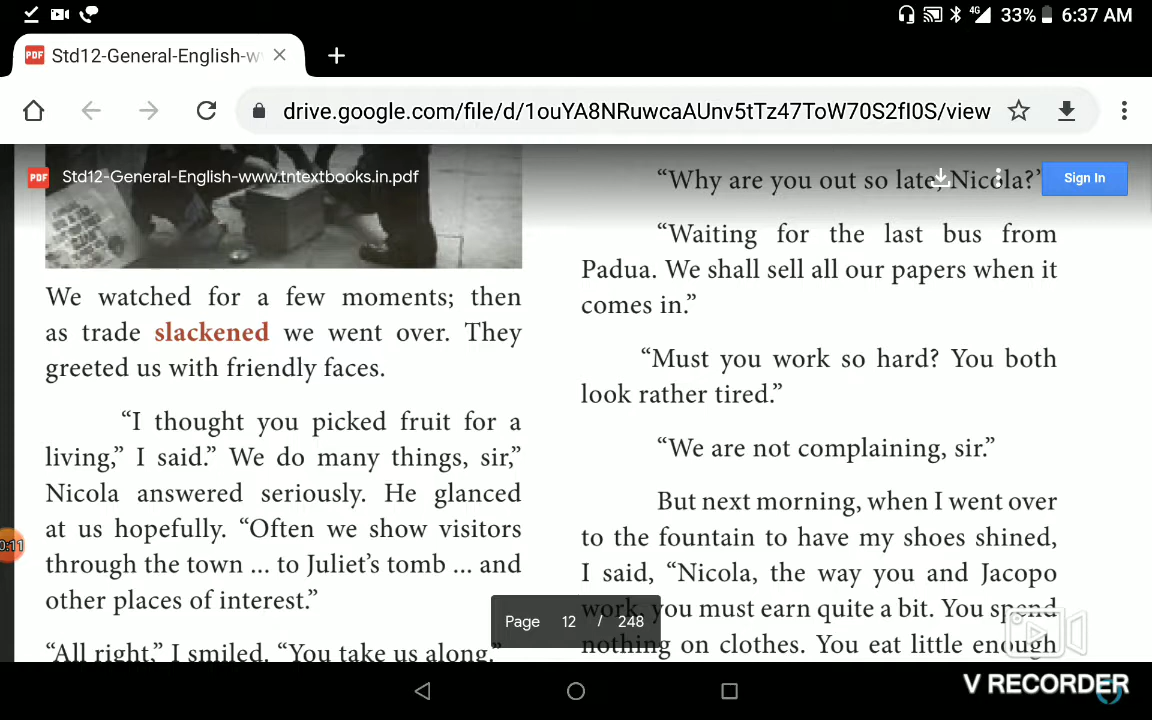 33% 6:37 AM
4G
PDF Std12-General-English-w
drive.google.com/file/d/1ouYA8NRuwcaAUnv5tTz47ToW70S2fI0S/view
PDF Std12-General-English-www.tntextbooks.in.pdf
Sign In
We watched for a few moments; then
as trade slackened we went over. They
greeted us with friendly faces.
“I thought you picked fruit for a
living,” I said.” We do many things, sir,”
Nicola answered seriously. He glanced
at us hopefully. “Often we show visitors
through the town ... to Juliet’s tomb ... and
other places of interest.”
“All right,” I smiled. “You take us along.”
“Why are you out so late, Nicola?”
“Waiting for the last bus from
Padua. We shall sell all our papers when it
comes in.”
“Must you work so hard? You both
look rather tired.”
“We are not complaining, sir.”
But next morning, when I went over
to the fountain to have my shoes shined,
I said, “Nicola, the way you and Jacopo
work, you must earn quite a bit. You spend
nothing on clothes. You eat little enough
Page 12 / 248
0:11
V RECORDER